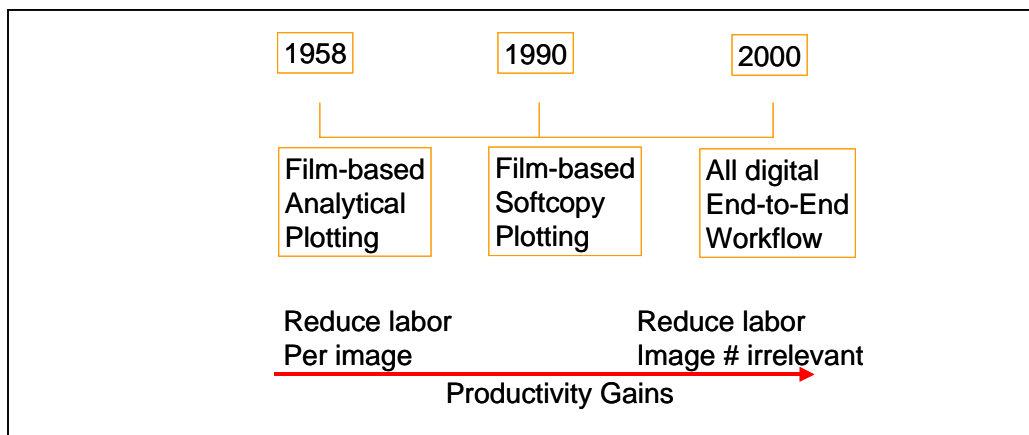 1958
1990
2000
Film-based
Analytical
Plotting
Film-based
Softcopy
Plotting
All digital
End-to-End
Workflow
Reduce labor
Per image
Reduce labor
Image # irrelevant
Productivity Gains